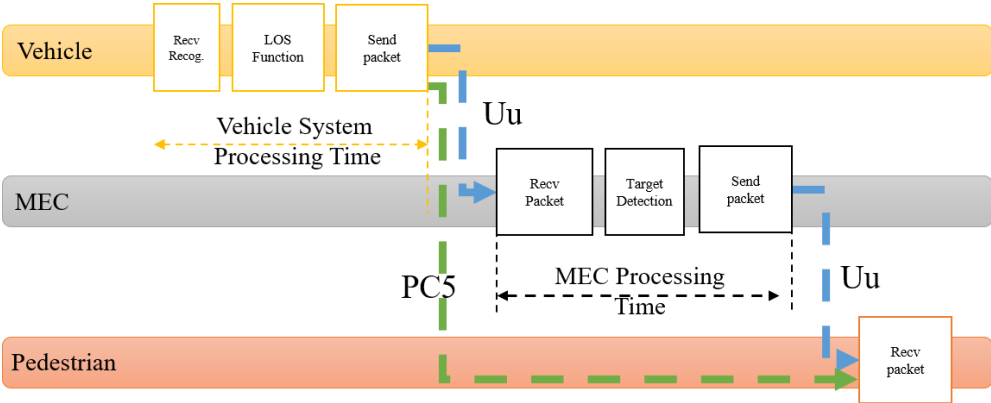 Vehicle
Recv
Recog.
LOS
Function
Send
packet
Uu
Vehicle System
Processing Time
MEC
Recv
Packet
Target
Detection
Send
packet
PC5
MEC Processing
Time
Uu
Pedestrian
Recv
packet